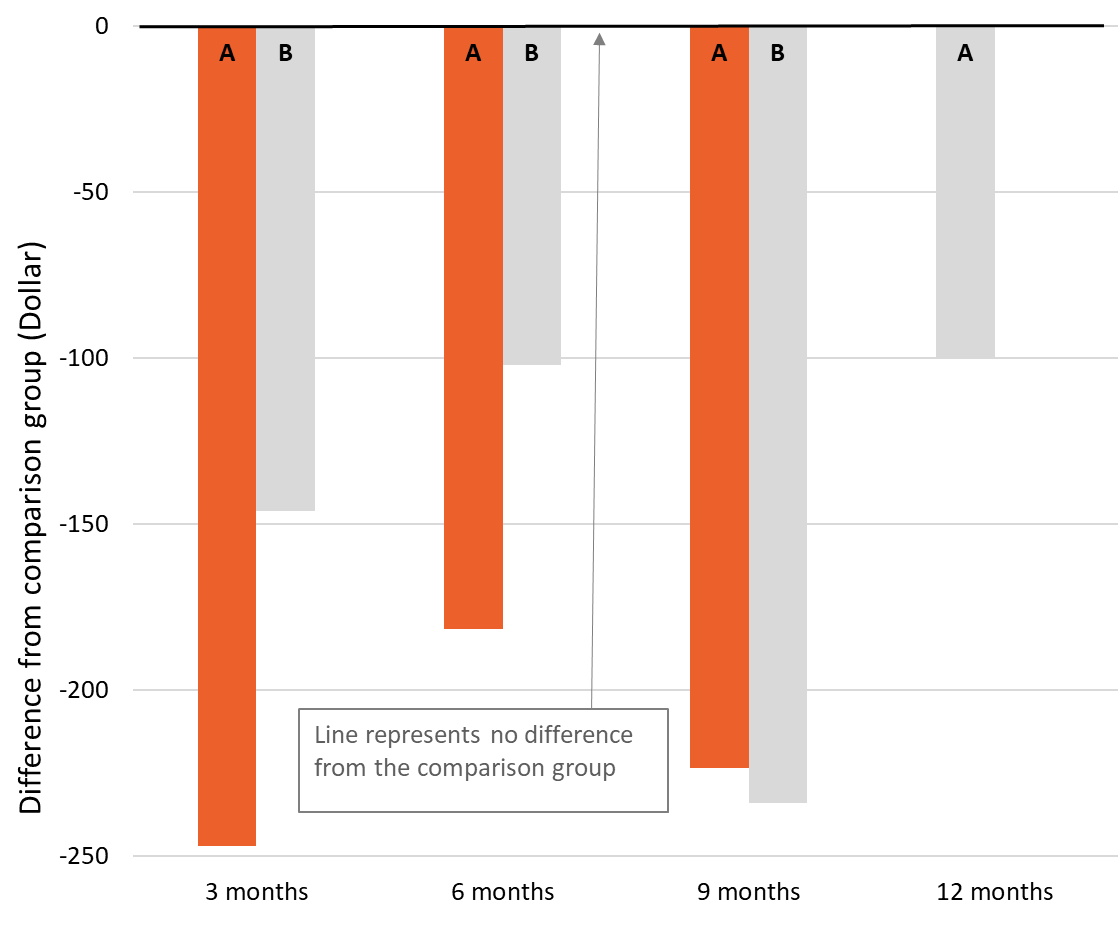 0
A B A B A B A
-50
-100
-150
-200
-250
Difference from comparison group (Dollar)
Line represents no difference
from the comparison group
3 months 6 months 9 months 12 months